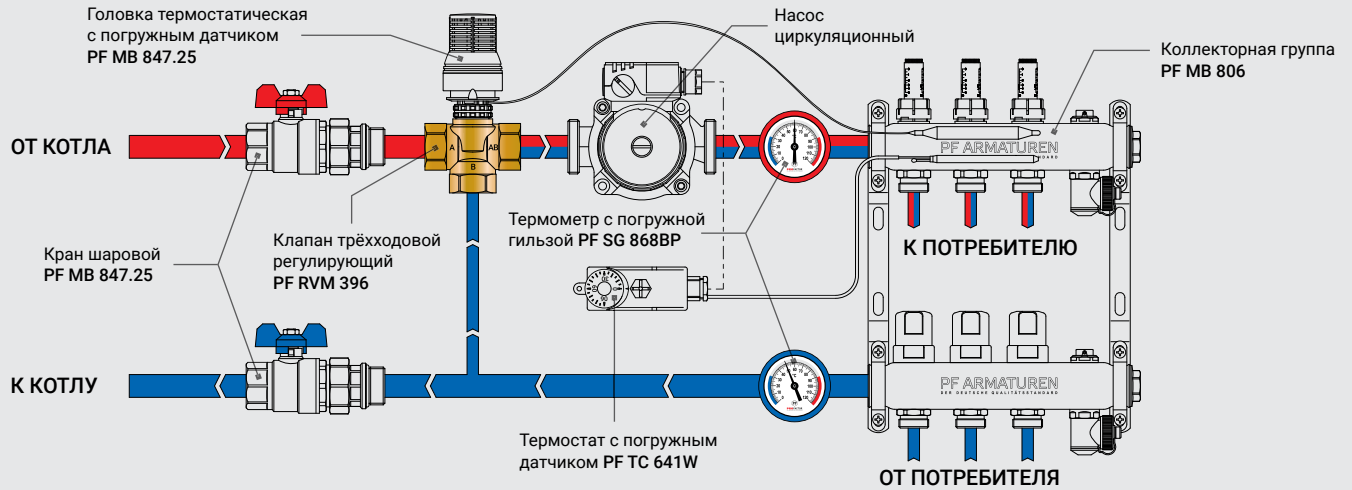 Головка термостатическая
с погружным датчиком
PF MB 847.25
Насос
циркуляционный
Коллекторная группа
PF MB 806
ОТ КОТЛА
A
AB
B
PF ARMATUREN
Кран шаровой
PF MB 847.25
Клапан трёхходовой
регулирующий
PF RVM 396
Термометр с погружной
гильзой PF SG 868BP
К ПОТРЕБИТЕЛЮ
К КОТЛУ
PF ARMATUREN
DER DEUTSCHE QUALITÄTSSTANDARD
Термостат с погружным
датчиком PF TC 641W
ОТ ПОТРЕБИТЕЛЯ